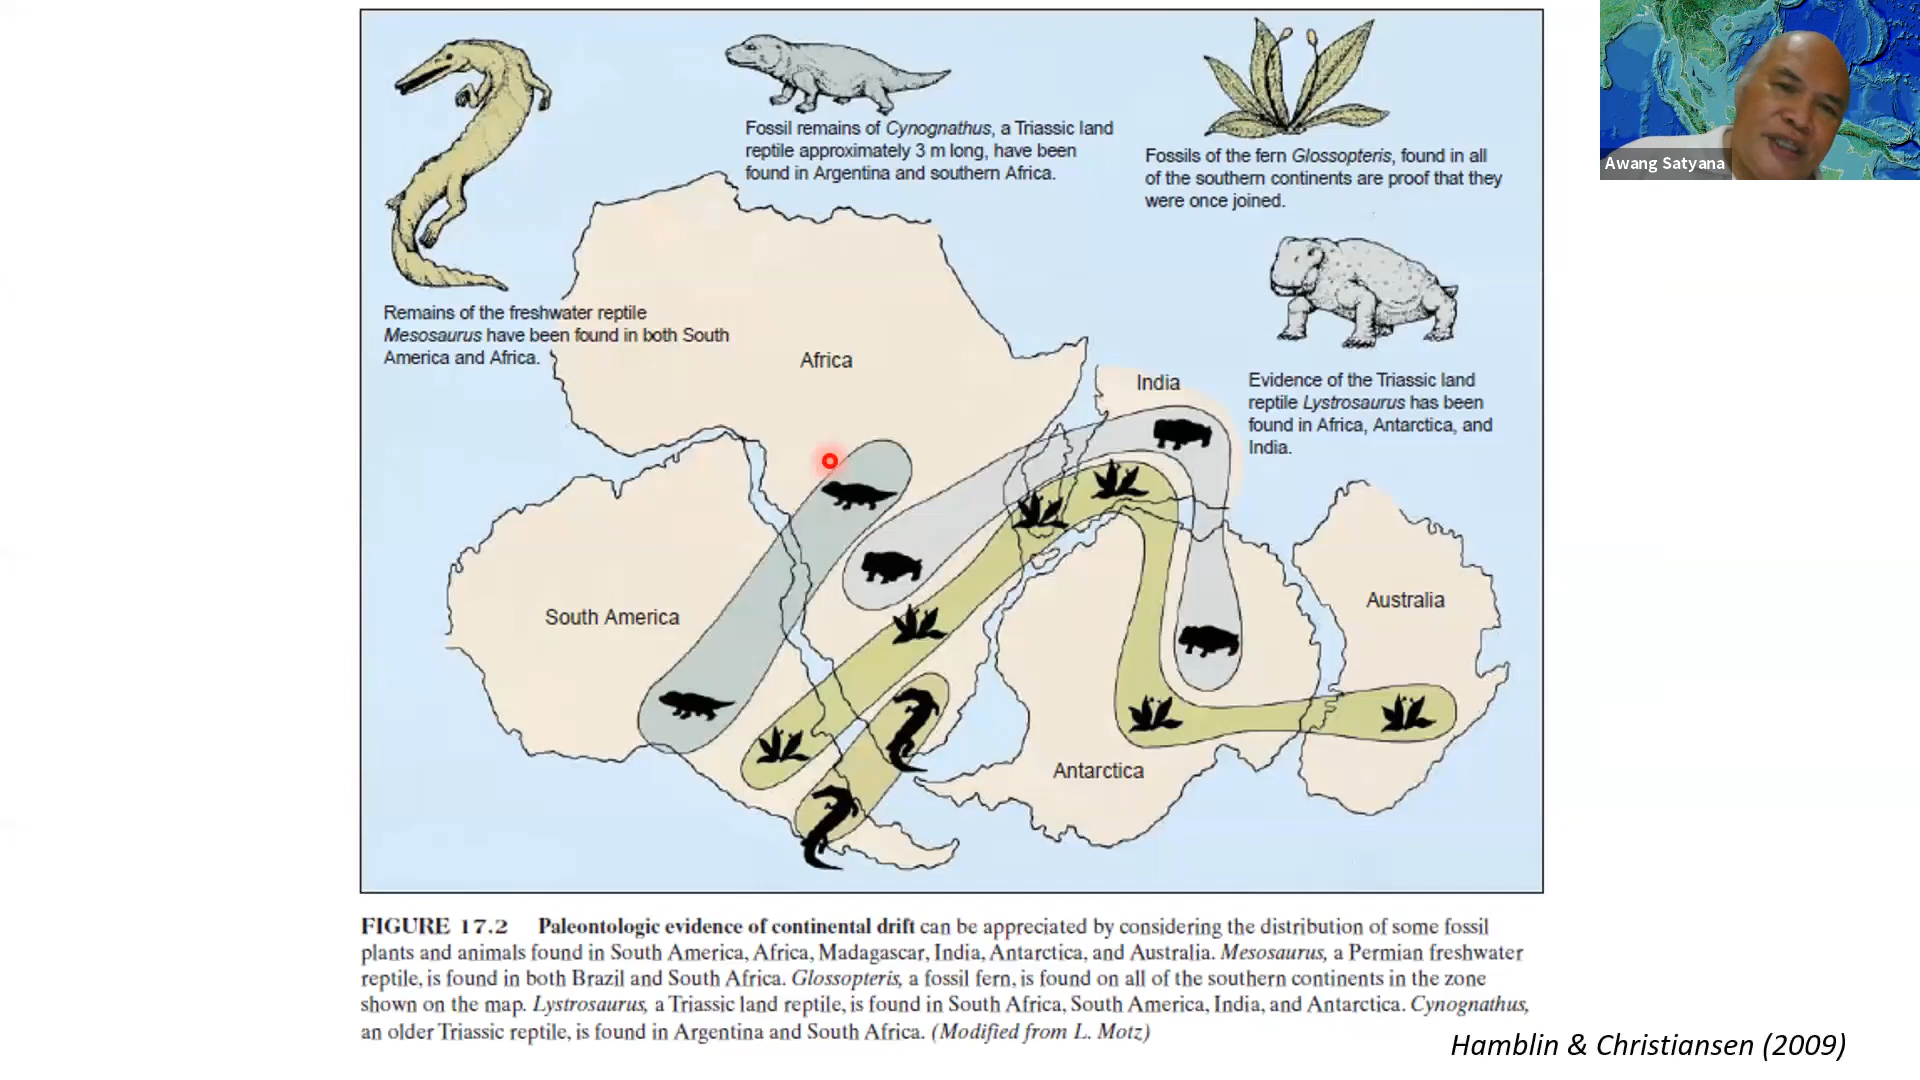 Fossil remains of Cynognathus, a Triassic land
reptile approximately 3 m long, have been
found in Argentina and southern Africa.
Fossils of the fern Glossopteris, found in all
of the southern continents are proof that they
were once joined.
Awang Satyana
Remains of the freshwater reptile
Mesosaurus have been found in both South
America and Africa.
Evidence of the Triassic land
reptile Lystrosaurus has been
found in Africa, Antarctica, and
India.
Africa
India
South America
Australia
Antarctica
FIGURE 17.2 Paleontologic evidence of continental drift can be appreciated by considering the distribution of some fossil
plants and animals found in South America, Africa, Madagascar, India, Antarctica, and Australia. Mesosaurus, a Permian freshwater
reptile, is found in both Brazil and South Africa. Glossopteris, a fossil fern, is found on all of the southern continents in the zone
shown on the map. Lystrosaurus, a Triassic land reptile, is found in South Africa, South America, India, and Antarctica. Cynognathus,
an older Triassic reptile, is found in Argentina and South Africa. (Modified from L. Motz)
Hamblin & Christiansen (2009)